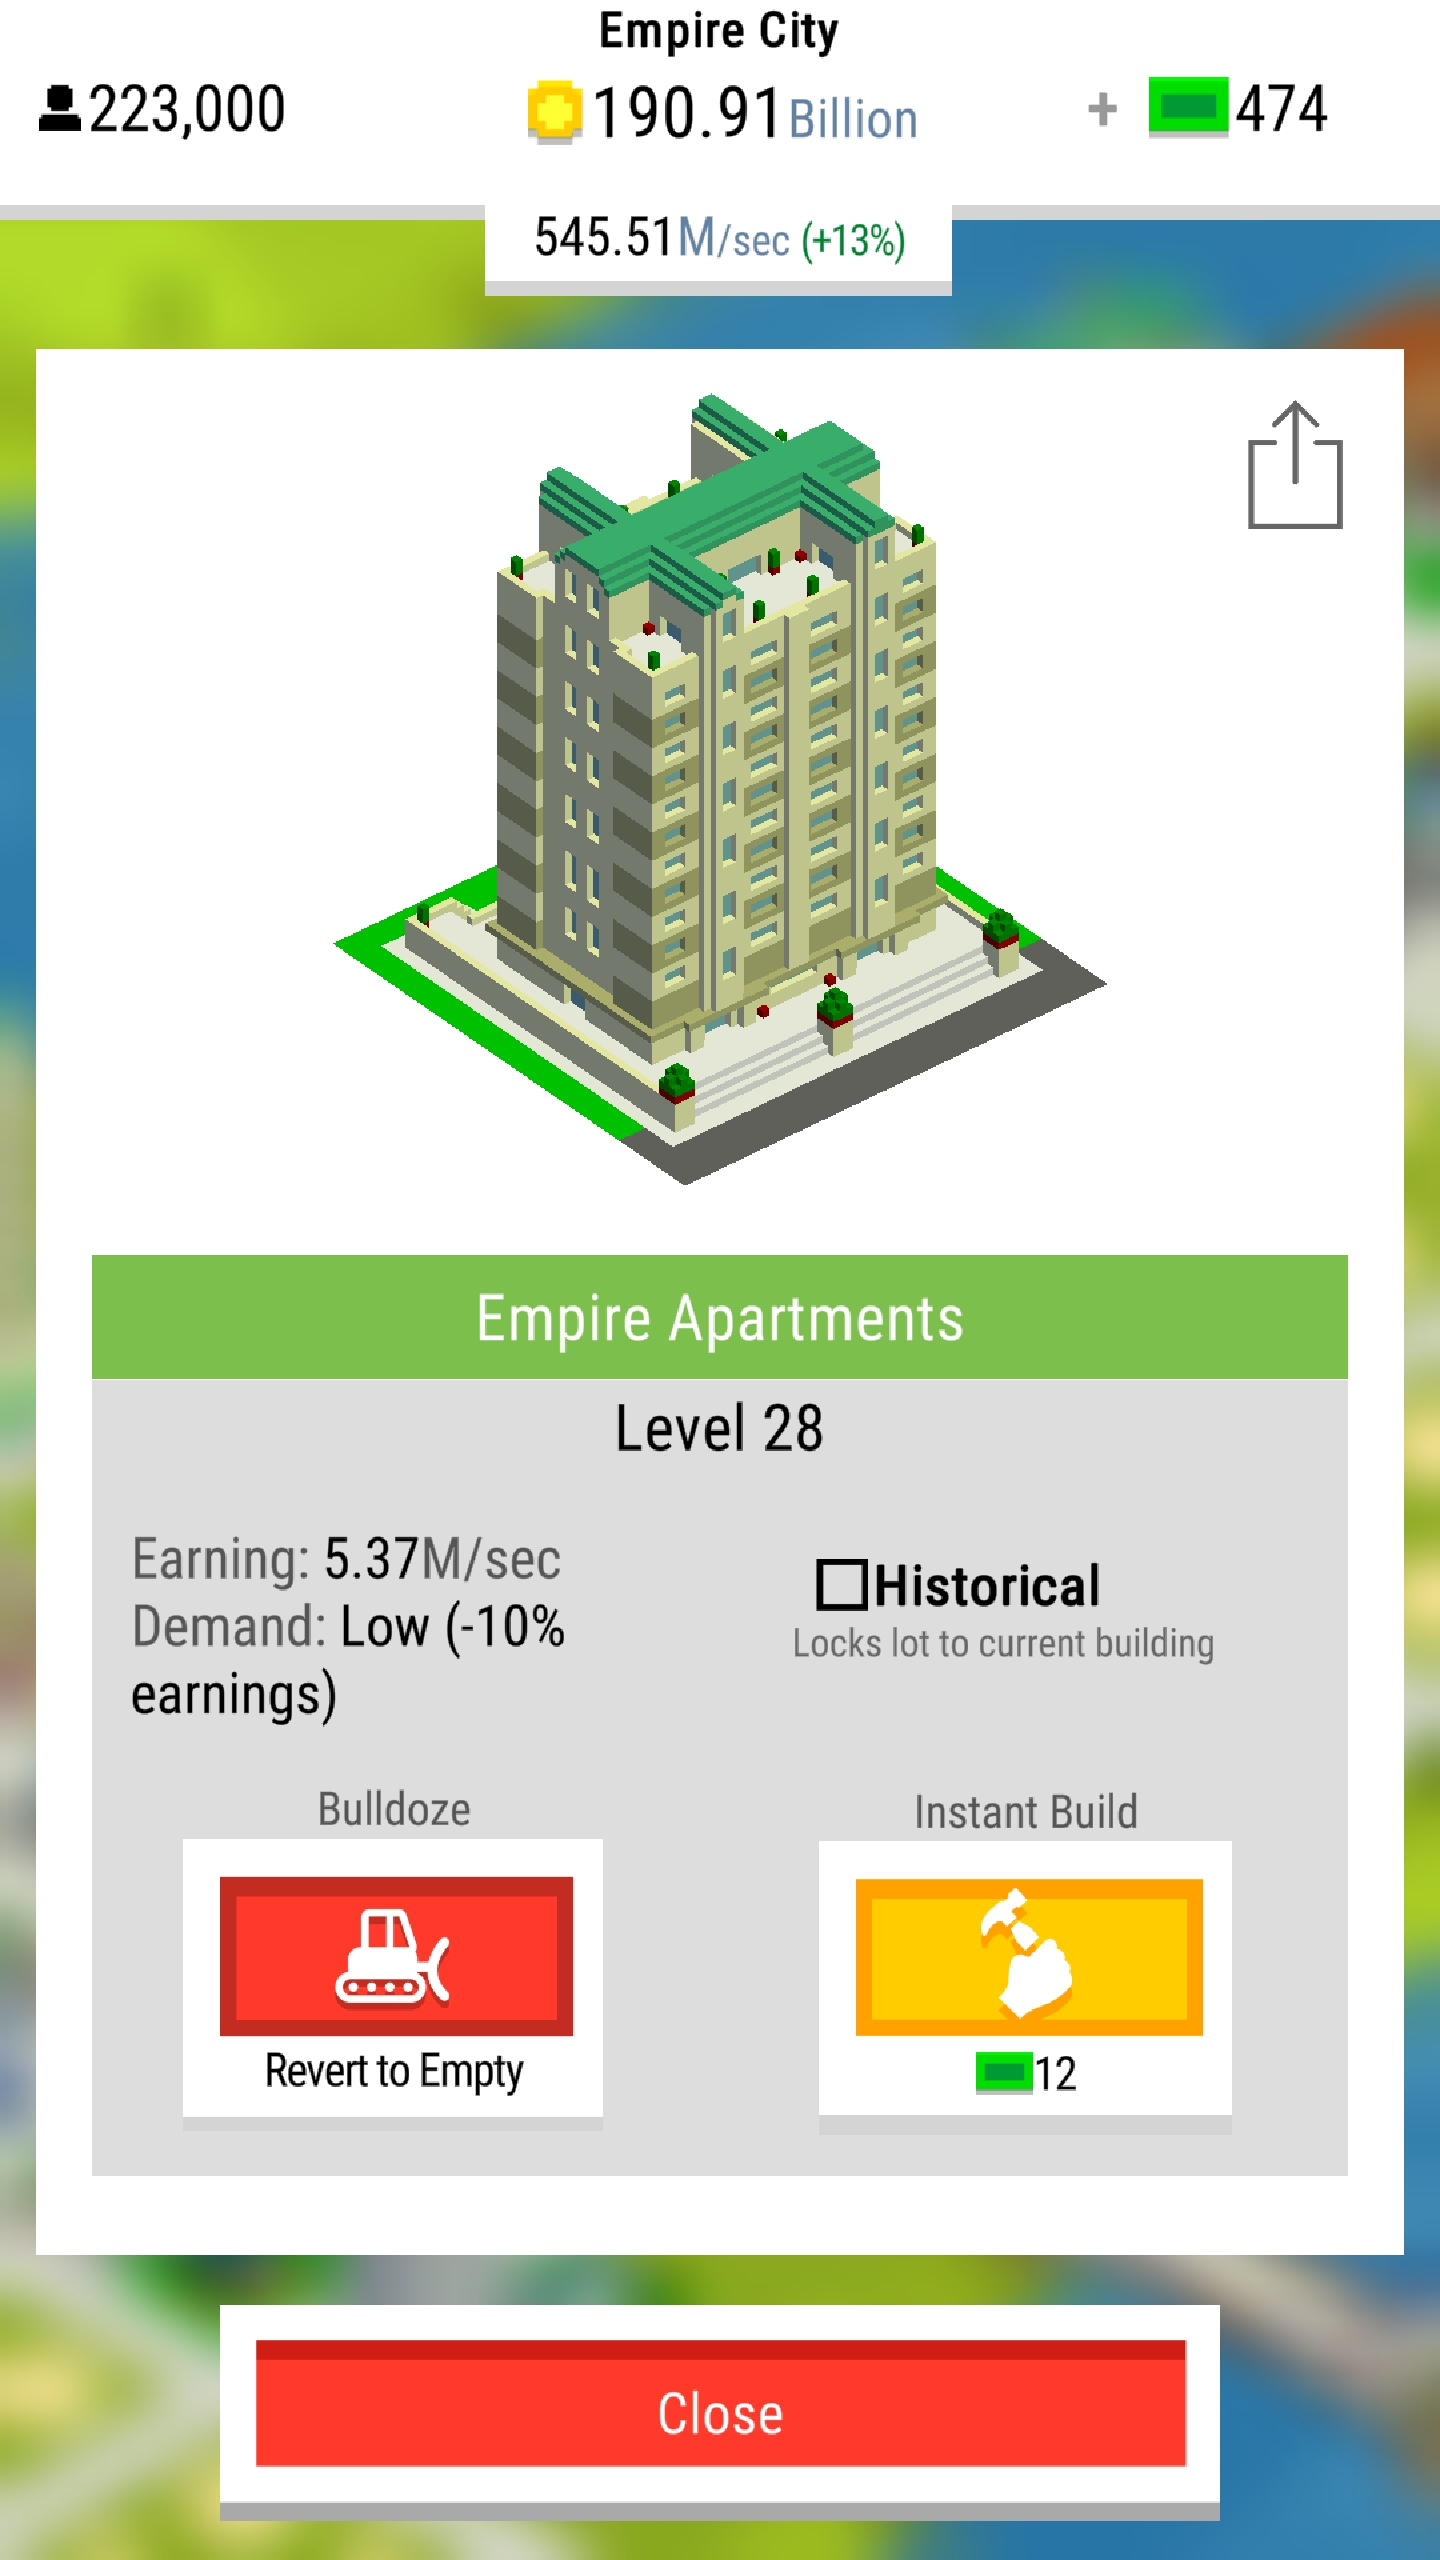 Empire City
223,000
190.91 Billion
+ 474
545.51M/sec (+13%)
Empire Apartments
Level 28
Earning: 5.37M/sec
Demand: Low (-10%
earnings)
Historical
Locks lot to current building
Bulldoze
Revert to Empty
Instant Build
12
Close